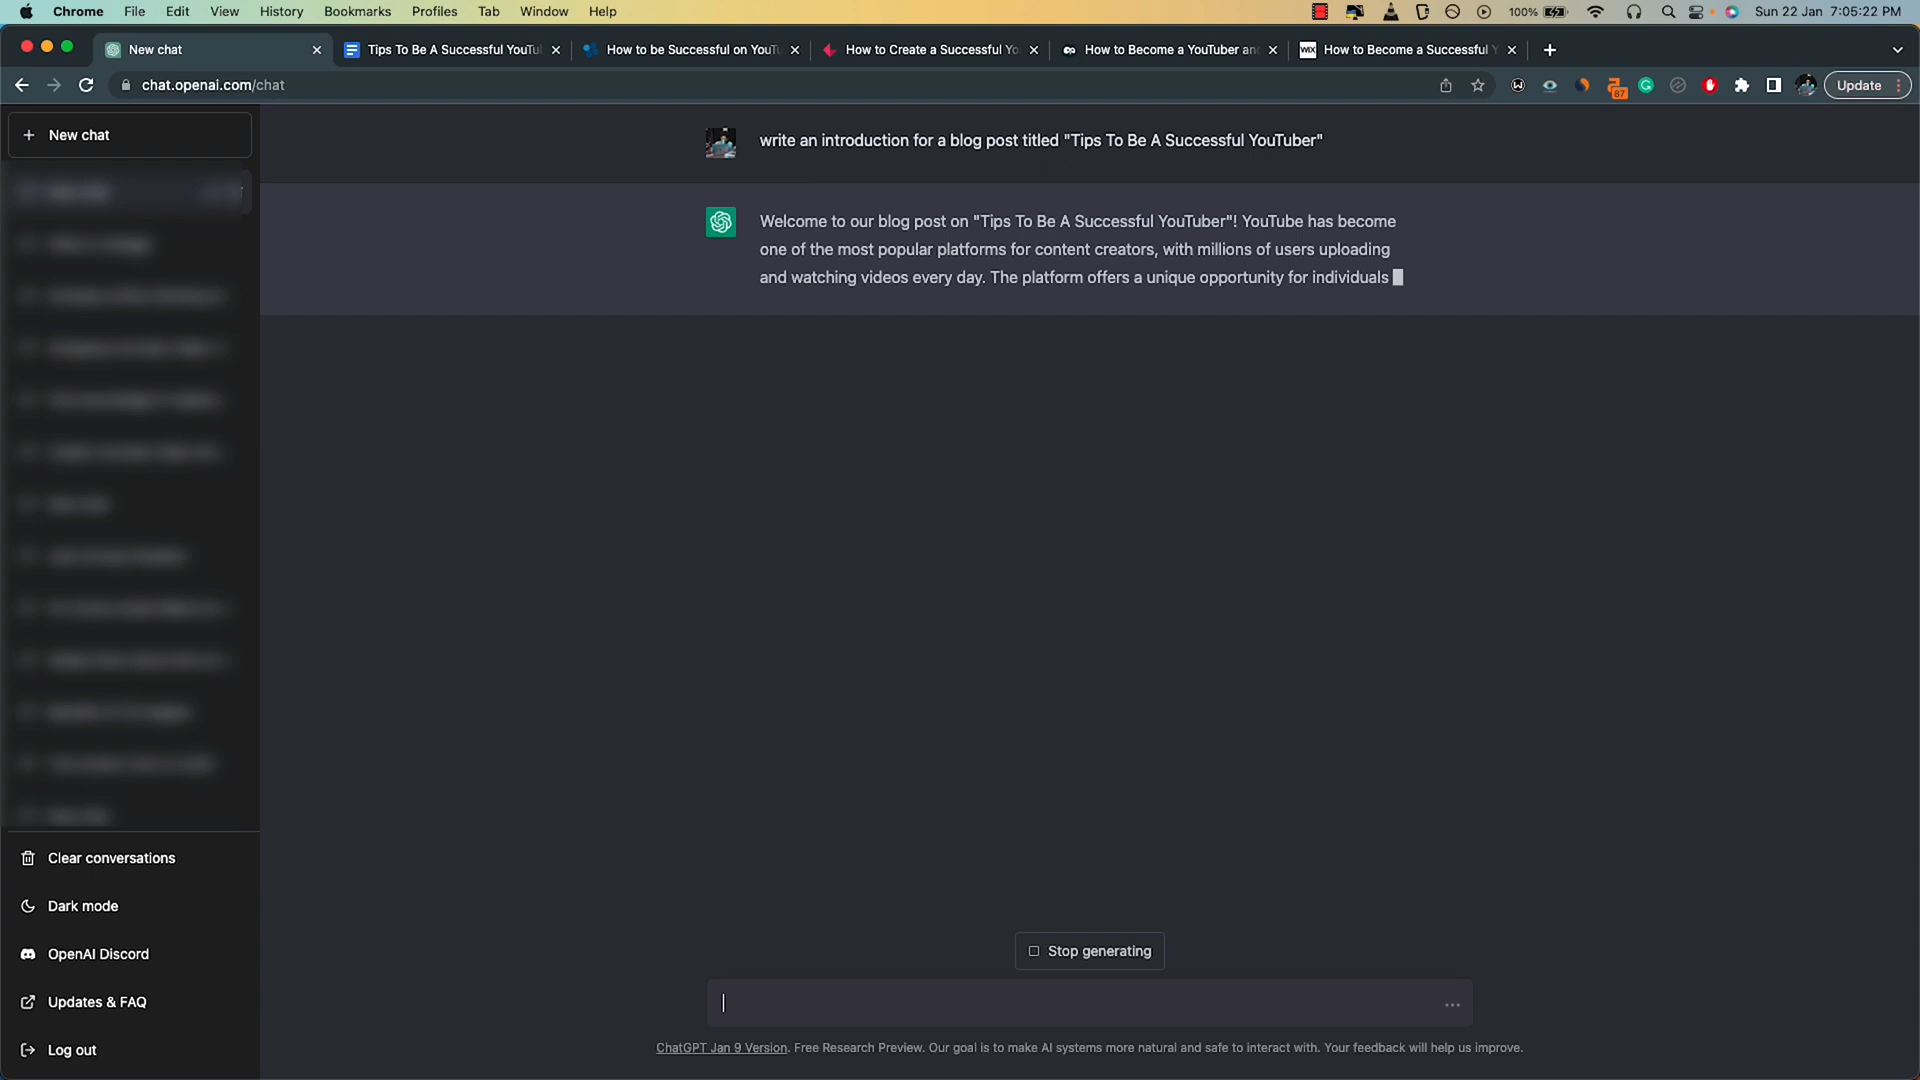 Chrome File Edit View History Bookmarks Profiles Tab Window Help 100% Sun 22 Jan 7:05:22 PM
New chat Tips To Be A Successful YouTu How to be Successful on YouTu How to Create a Successful Yo How to Become a YouTuber an WIX How to Become a Successful Y
chat.openai.com/chat 87 Update
New chat
write an introduction for a blog post titled "Tips To Be A Successful YouTuber"
Welcome to our blog post on "Tips To Be A Successful YouTuber"! YouTube has become
one of the most popular platforms for content creators, with millions of users uploading
and watching videos every day. The platform offers a unique opportunity for individuals
Clear conversations
Dark mode
OpenAI Discord
Updates & FAQ
Log out
Stop generating
ChatGPT Jan 9 Version. Free Research Preview. Our goal is to make AI systems more natural and safe to interact with. Your feedback will help us improve.